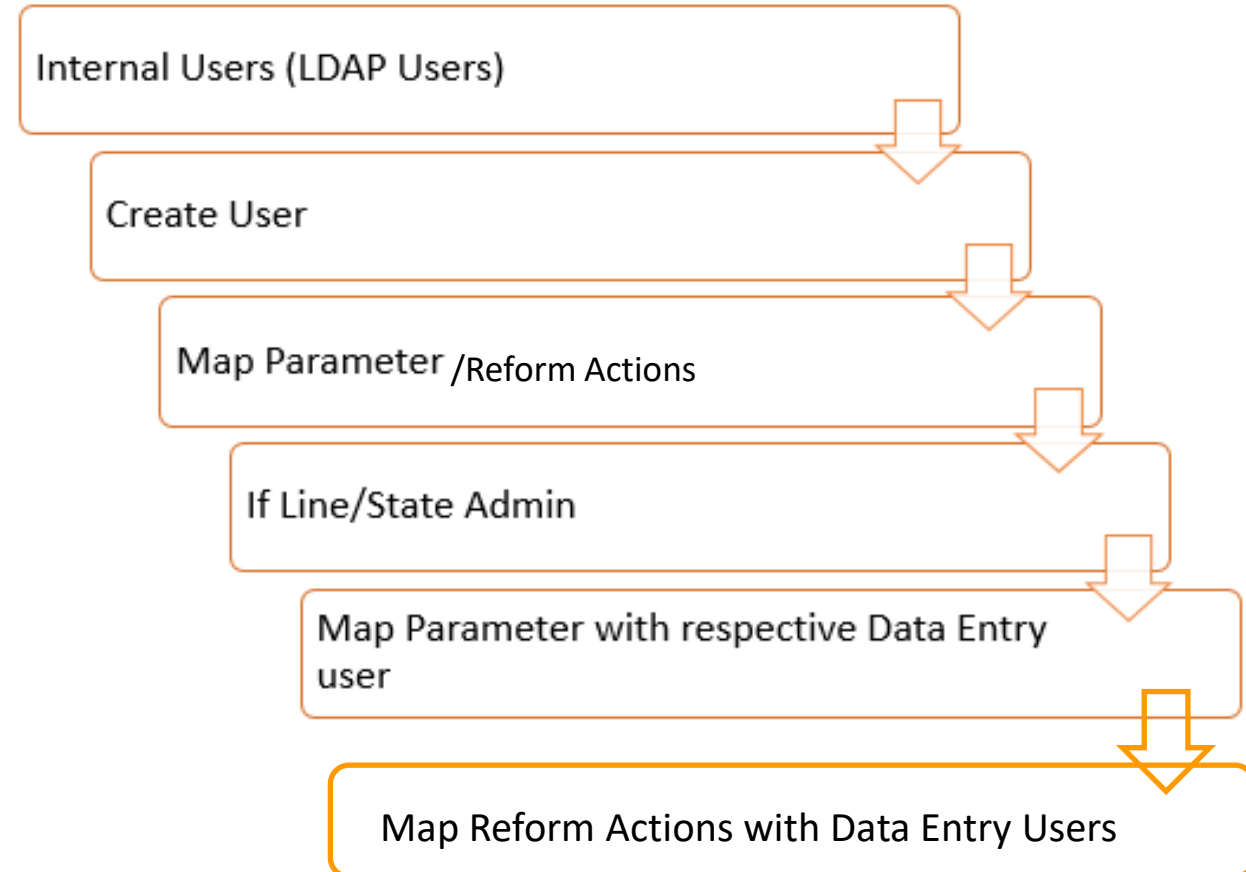 Internal Users (LDAP Users)
Create User
Map Parameter /Reform Actions
If Line/State Admin
Map Parameter with respective Data Entry
user
Map Reform Actions with Data Entry Users